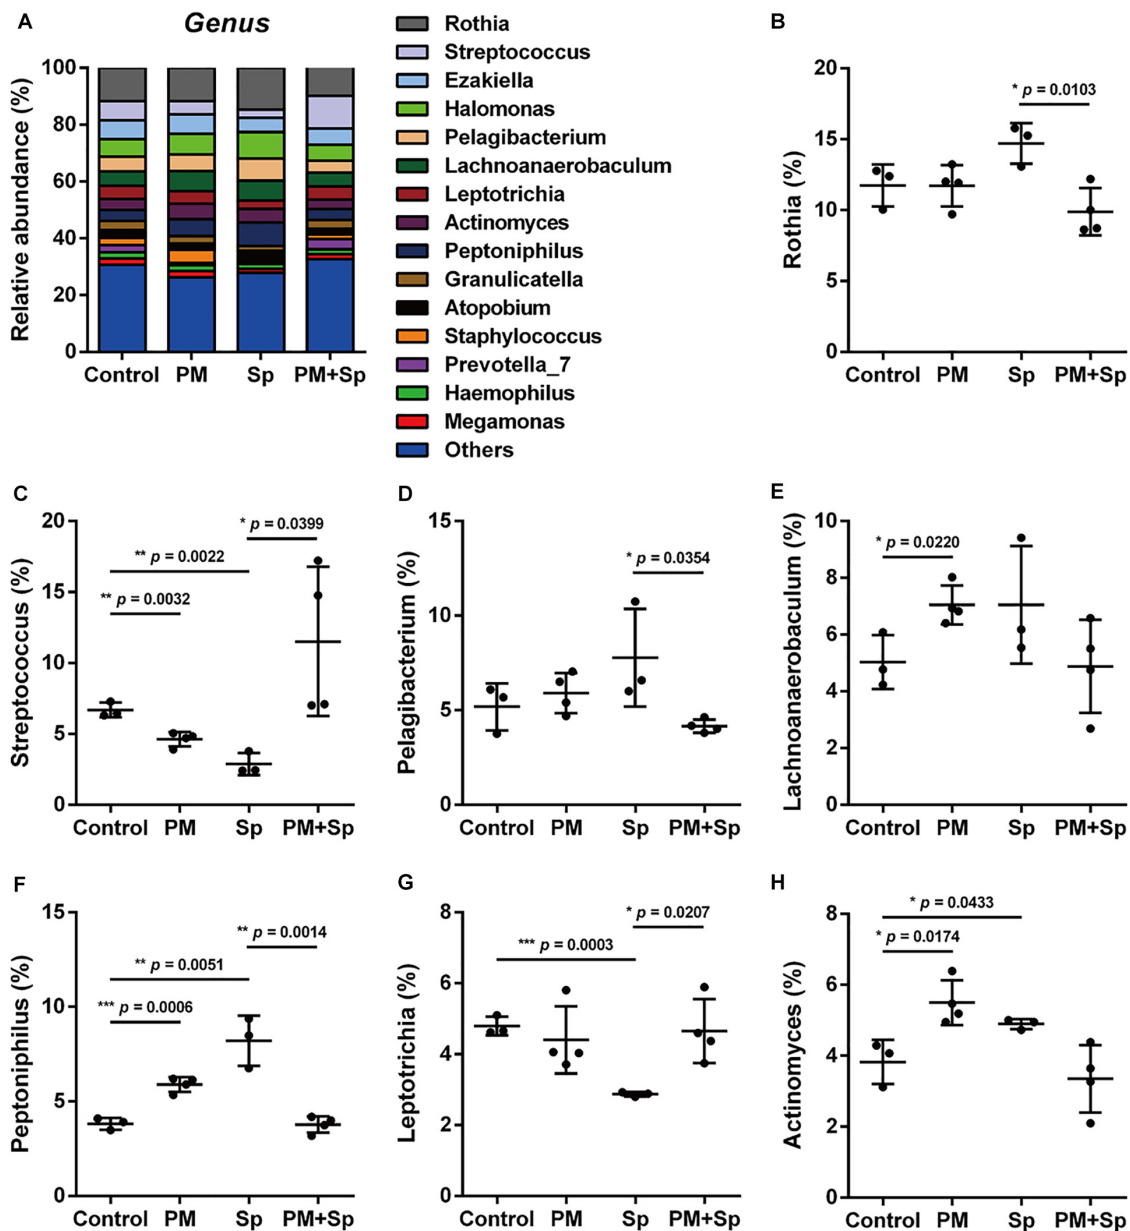 A
Genus
Relative abundance (%)
100
80
60
40
20
0
Control PM Sp PM+Sp
Rothia
Streptococcus
Ezakiella
Halomonas
Pelagibacterium
Lachnoanaerobaculum
Leptotrichia
Actinomyces
Peptoniphilus
Granulicatella
Atopobium
Staphylococcus
Prevotella_7
Haemophilus
Megamonas
Others
B
Rothia (%)
20
15
10
5
0
* p = 0.0103
Control PM Sp PM+Sp
C
Streptococcus (%)
20
15
10
5
0
* p = 0.0399
** p = 0.0022
** p = 0.0032
Control PM Sp PM+Sp
D
Pelagibacterium (%)
15
10
5
0
* p = 0.0354
Control PM Sp PM+Sp
E
Lachnoanaerobaculum (%)
10
8
6
4
2
0
* p = 0.0220
Control PM Sp PM+Sp
F
Peptoniphilus (%)
15
10
5
0
** p = 0.0014
** p = 0.0051
*** p = 0.0006
Control PM Sp PM+Sp
G
Leptotrichia (%)
8
6
4
2
0
* p = 0.0207
*** p = 0.0003
Control PM Sp PM+Sp
H
Actinomyces (%)
8
6
4
2
0
* p = 0.0433
* p = 0.0174
Control PM Sp PM+Sp